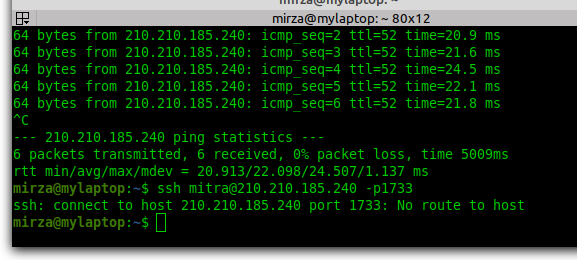 mirza@mylaptop: ~ 80x12
64 bytes from 210.210.185.240: icmp_seq=2 ttl=52 time=20.9 ms
64 bytes from 210.210.185.240: icmp_seq=3 ttl=52 time=21.6 ms
64 bytes from 210.210.185.240: icmp_seq=4 ttl=52 time=24.5 ms
64 bytes from 210.210.185.240: icmp_seq=5 ttl=52 time=22.1 ms
64 bytes from 210.210.185.240: icmp_seq=6 ttl=52 time=21.8 ms
^C
--- 210.210.185.240 ping statistics ---
6 packets transmitted, 6 received, 0% packet loss, time 5009ms
rtt min/avg/max/mdev = 20.913/22.098/24.507/1.137 ms
mirza@mylaptop:~$ ssh mitra@210.210.185.240 -p1733
ssh: connect to host 210.210.185.240 port 1733: No route to host
mirza@mylaptop:~$